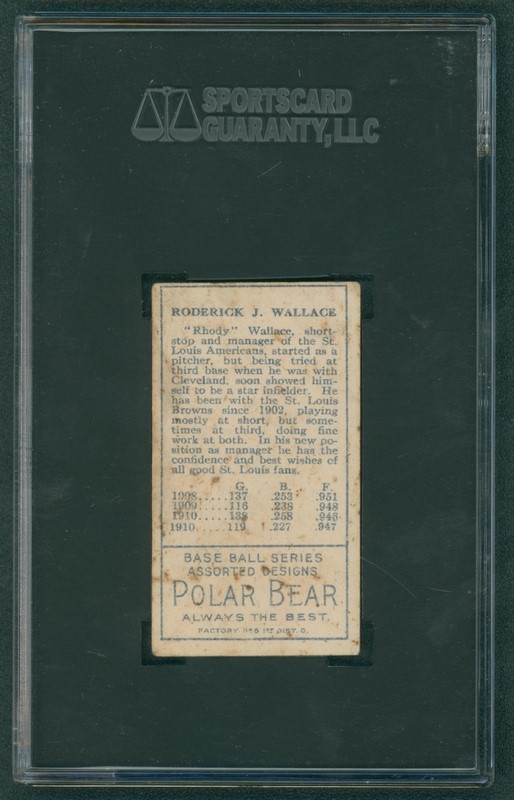 SPORTSCARD
GUARANTY, LLC
RODERICK J. WALLACE
"Rhody" Wallace, short-
stop and manager of the St.
Louis Americans, started as a
pitcher, but being tried at
third base when he was with
Cleveland, soon showed him-
self to be a star infielder. He
has been with the St. Louis
Browns since 1902, playing
mostly at short, but some-
times at third, doing fine
work at both. In his new po-
sition as manager he has the
confidence and best wishes of
all good St. Louis fans.
G. B. F.
1908.....137 .253 .951
1909.....116 .238 .948
1910.....138 .258
1910.....119 .227 .947
BASE BALL SERIES
ASSORTED DESIGNS
POLAR BEAR
ALWAYS THE BEST.
FACTORY No 6 1ST DIST. O.